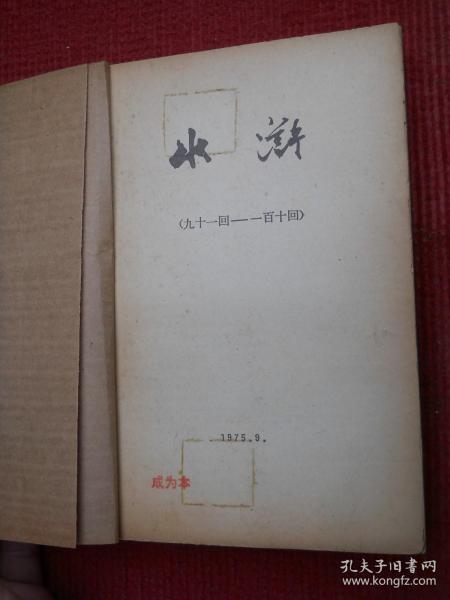 水浒
(九十一回——一百十回)
1975.9.
成为本
孔夫子旧书网
www.kongfz.com